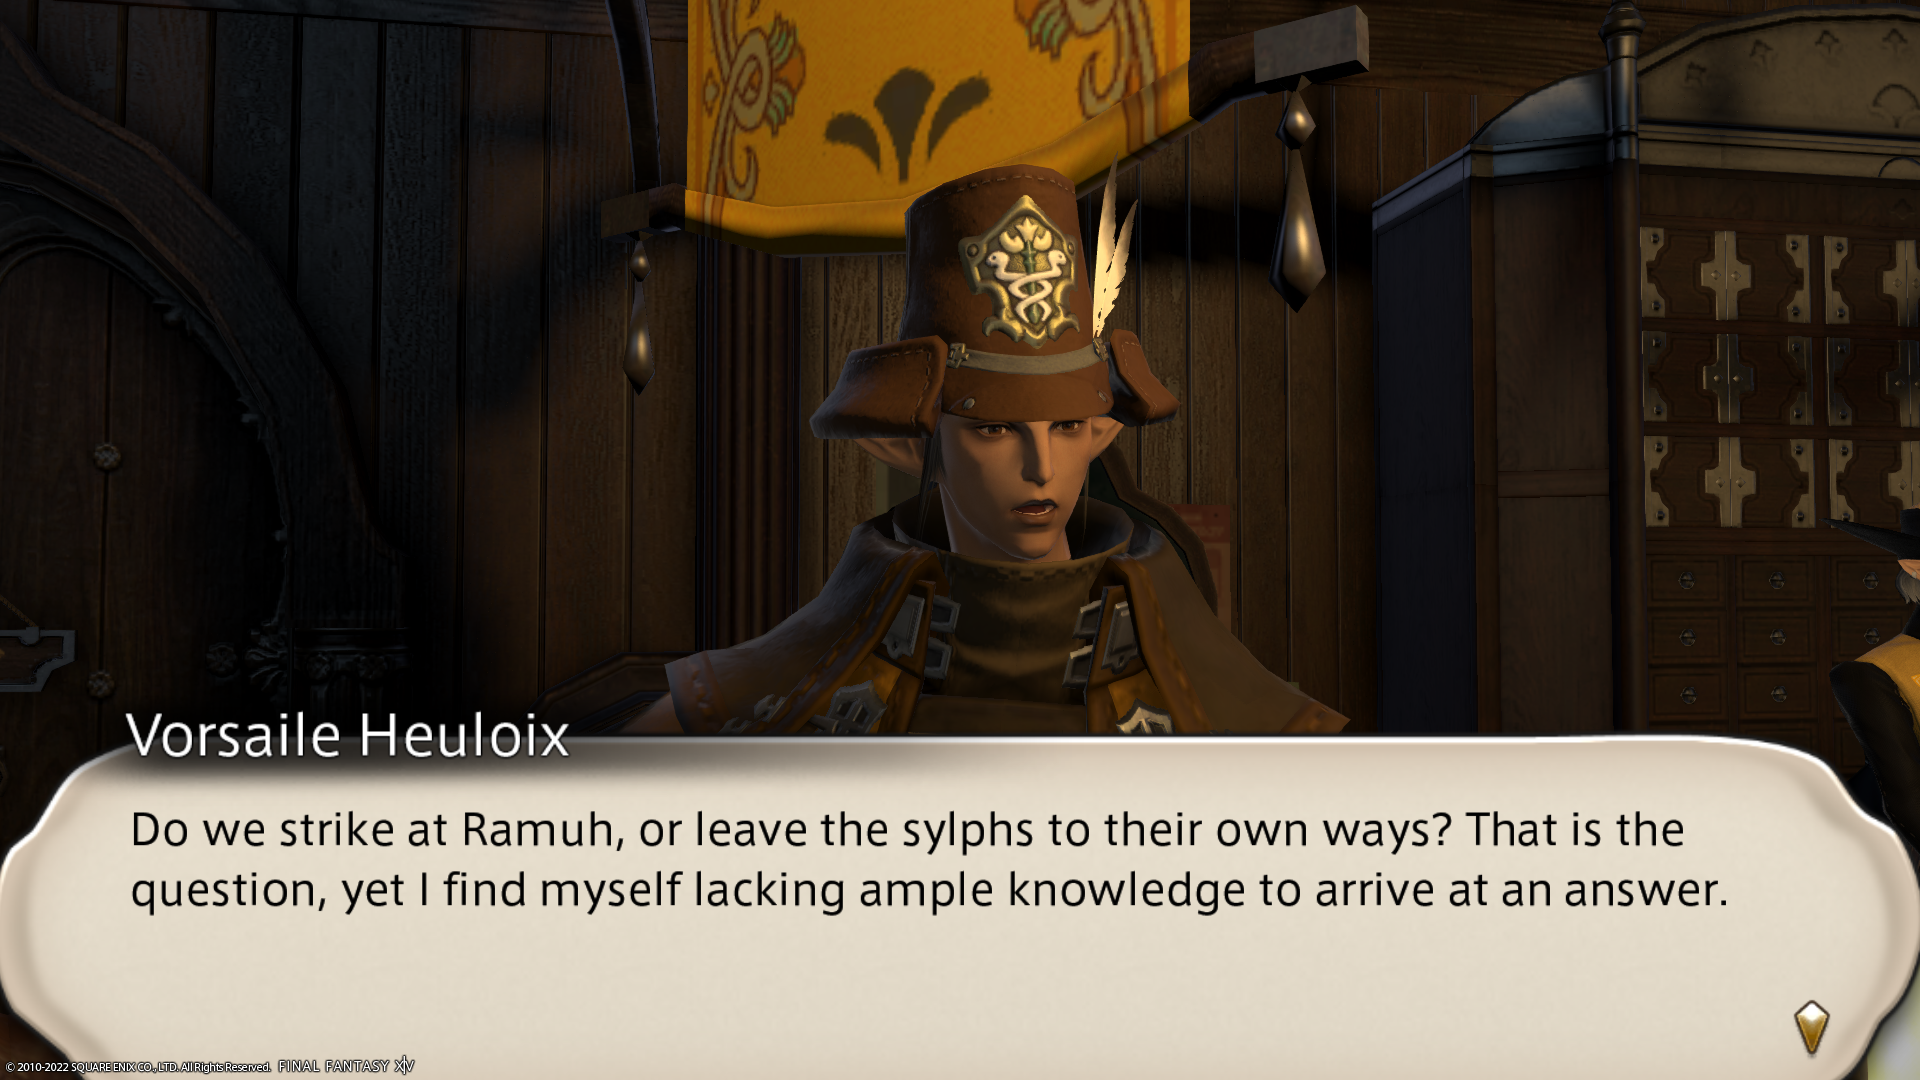 Vorsaile Heuloix
Do we strike at Ramuh, or leave the sylphs to their own ways? That is the
question, yet I find myself lacking ample knowledge to arrive at an answer.
© 2010-2022 SQUARE ENIX CO., LTD. All Rights Reserved. FINAL FANTASY XIV